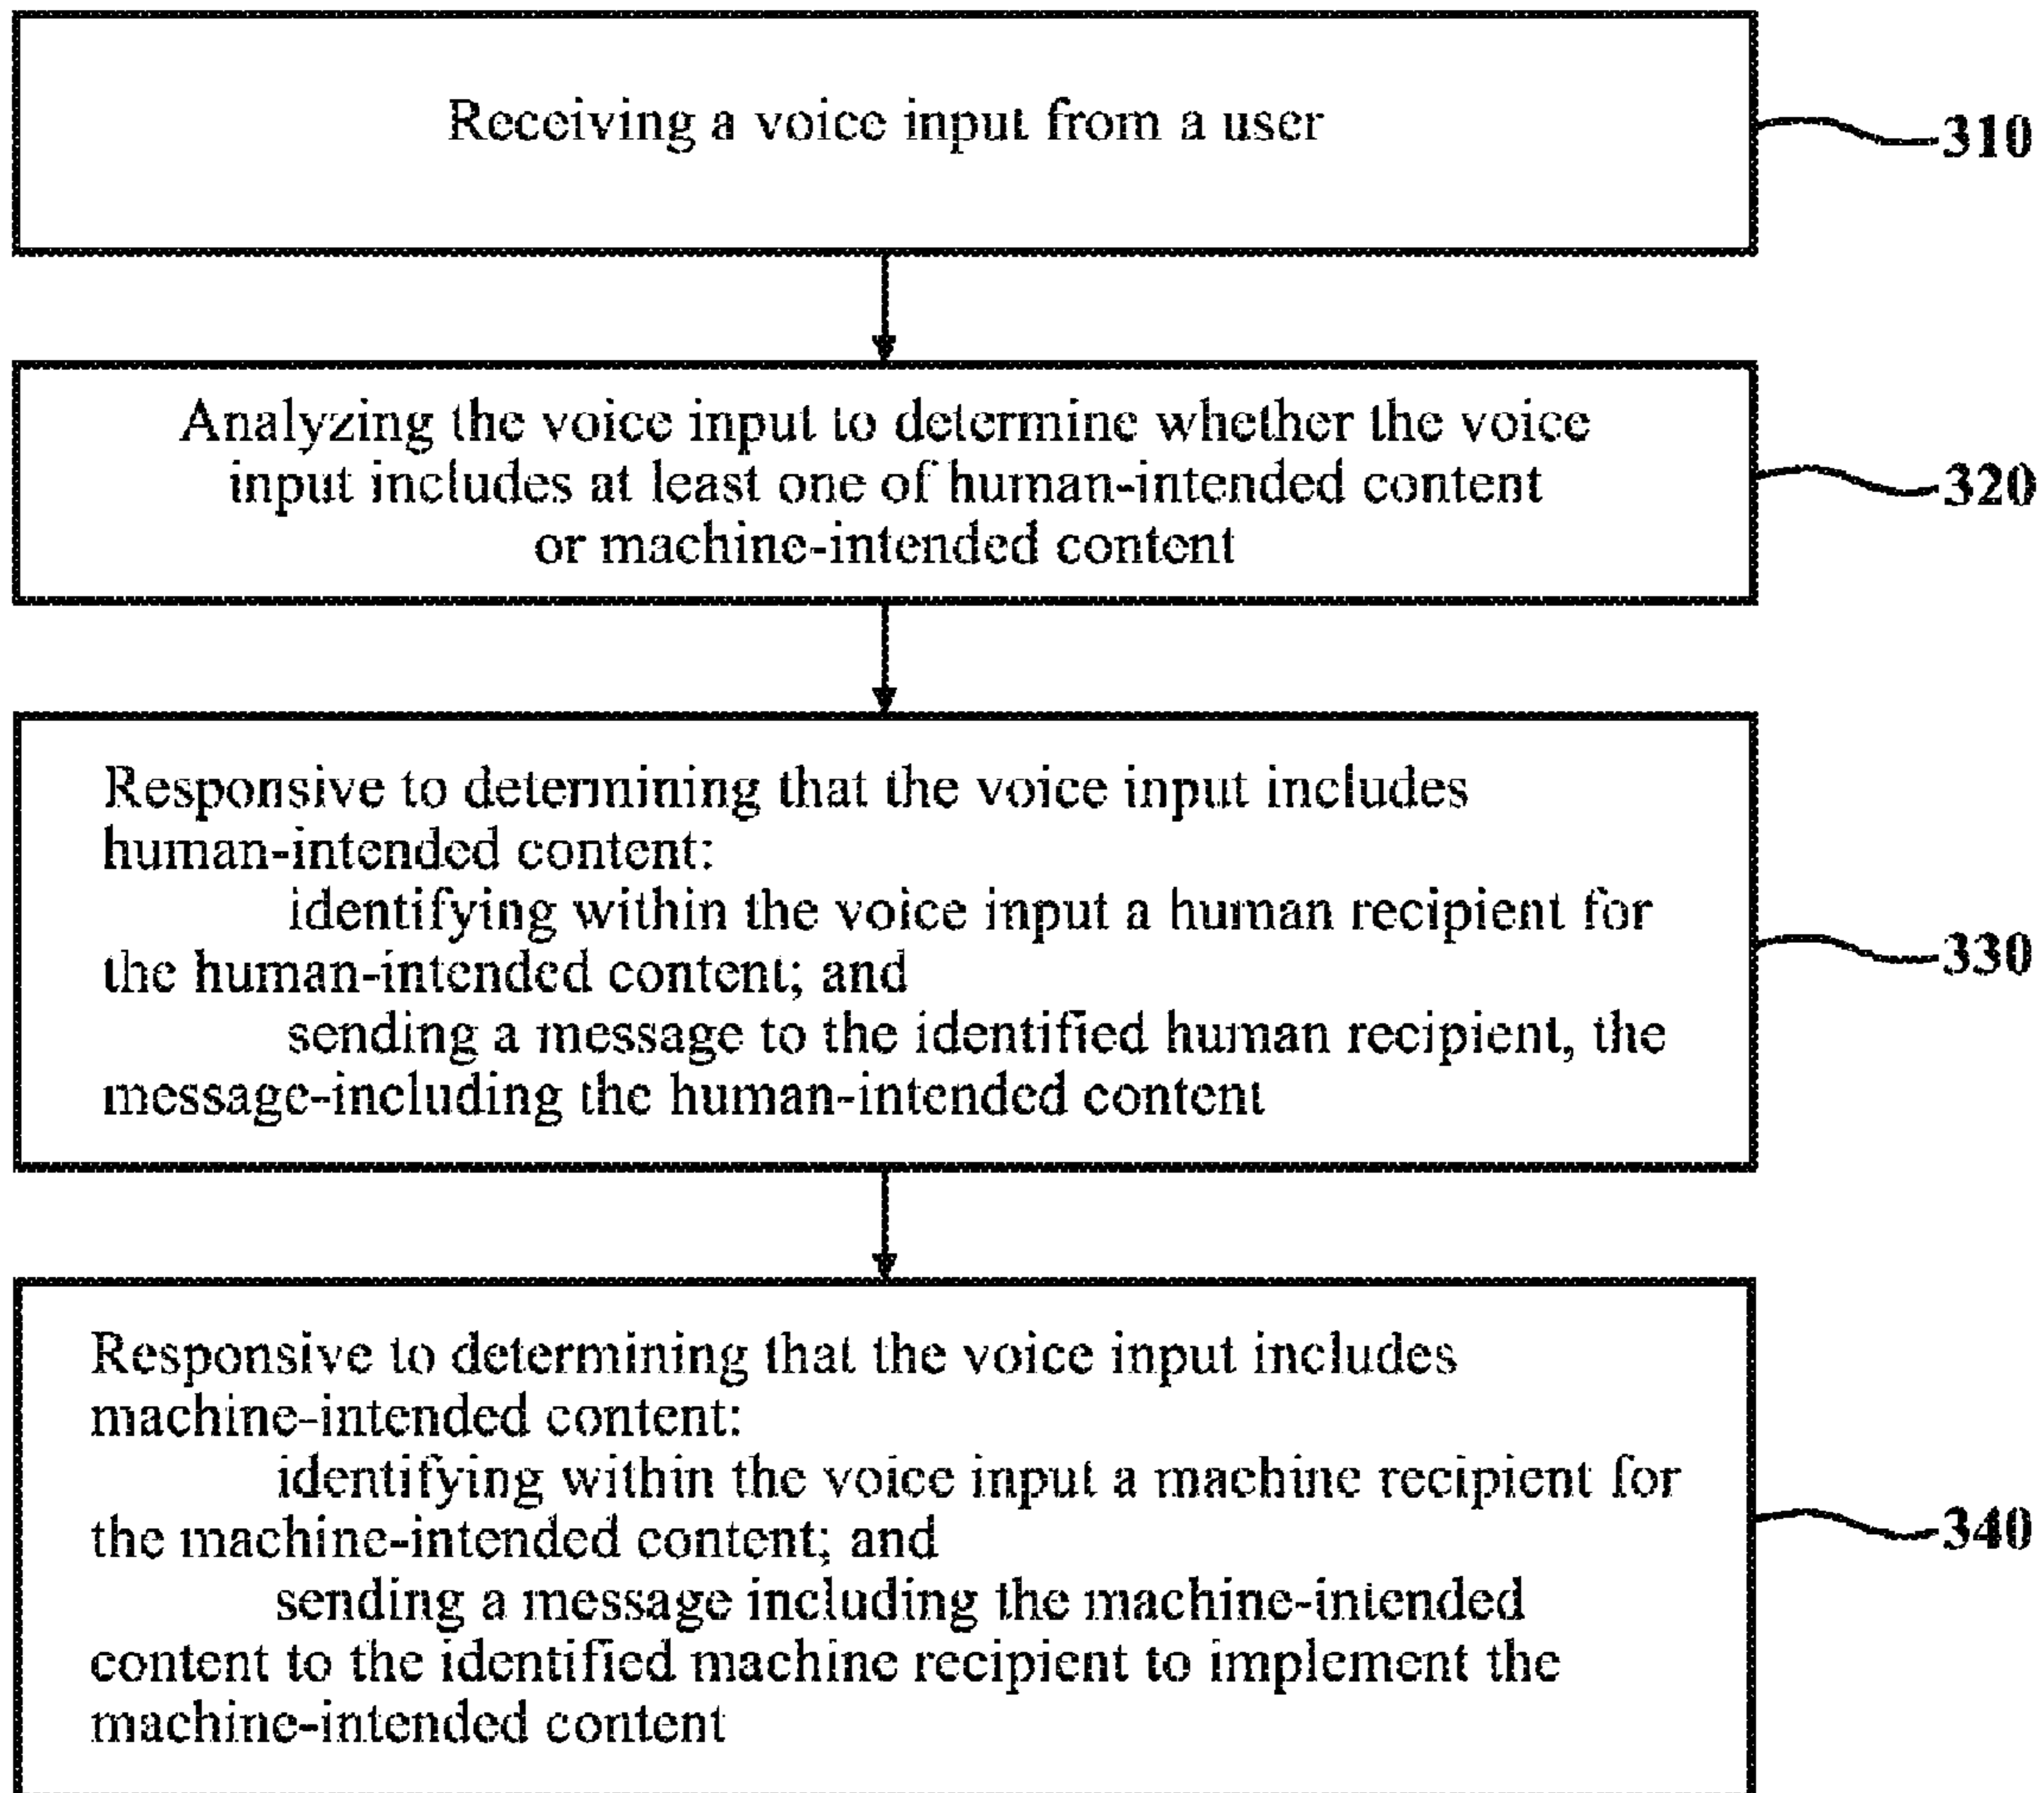 Receiving a voice input from a user
310
Analyzing the voice input to determine whether the voice
input includes at least one of human-intended content
or machine-intended content
320
Responsive to determining that the voice input includes
human-intended content:
identifying within the voice input a human recipient for
the human-intended content; and
sending a message to the identified human recipient, the
message-including the human-intended content
330
Responsive to determining that the voice input includes
machine-intended content:
identifying within the voice input a machine recipient for
the machine-intended content; and
sending a message including the machine-intended
content to the identified machine recipient to implement the
machine-intended content
340